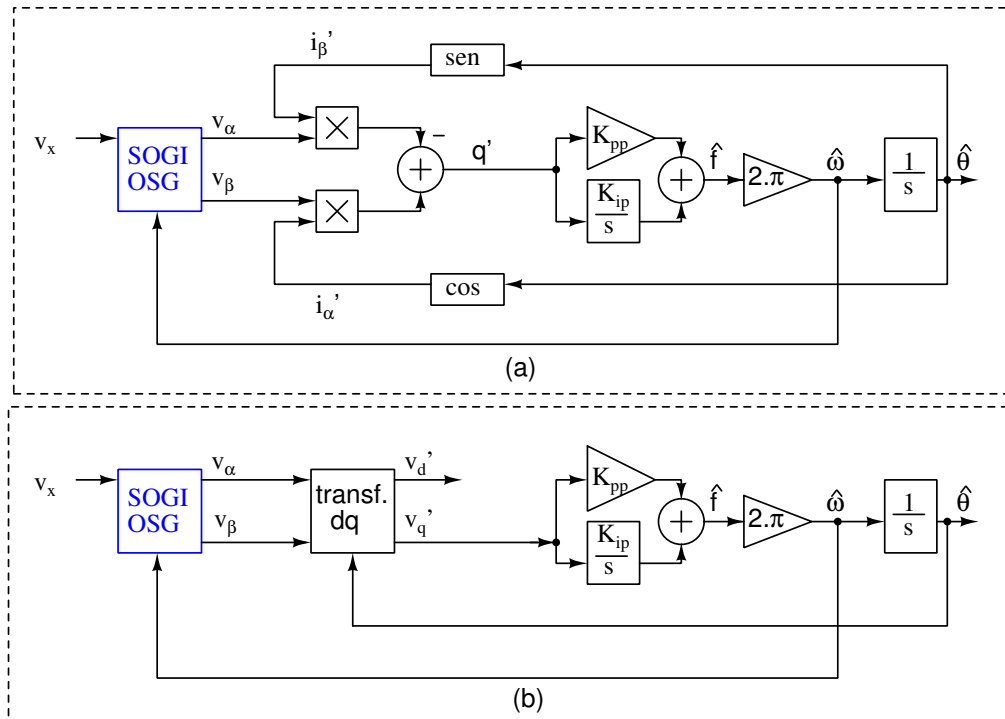 i_β'
sen
v_x
SOGI
OSG
v_α
v_β
×
×
−
+
q'
K_pp
K_ip
s
+
f̂
2.π
ω̂
1
s
θ̂
cos
i_α'
(a)
v_x
SOGI
OSG
v_α
v_β
transf.
dq
v_d'
v_q'
K_pp
K_ip
s
+
f̂
2.π
ω̂
1
s
θ̂
(b)